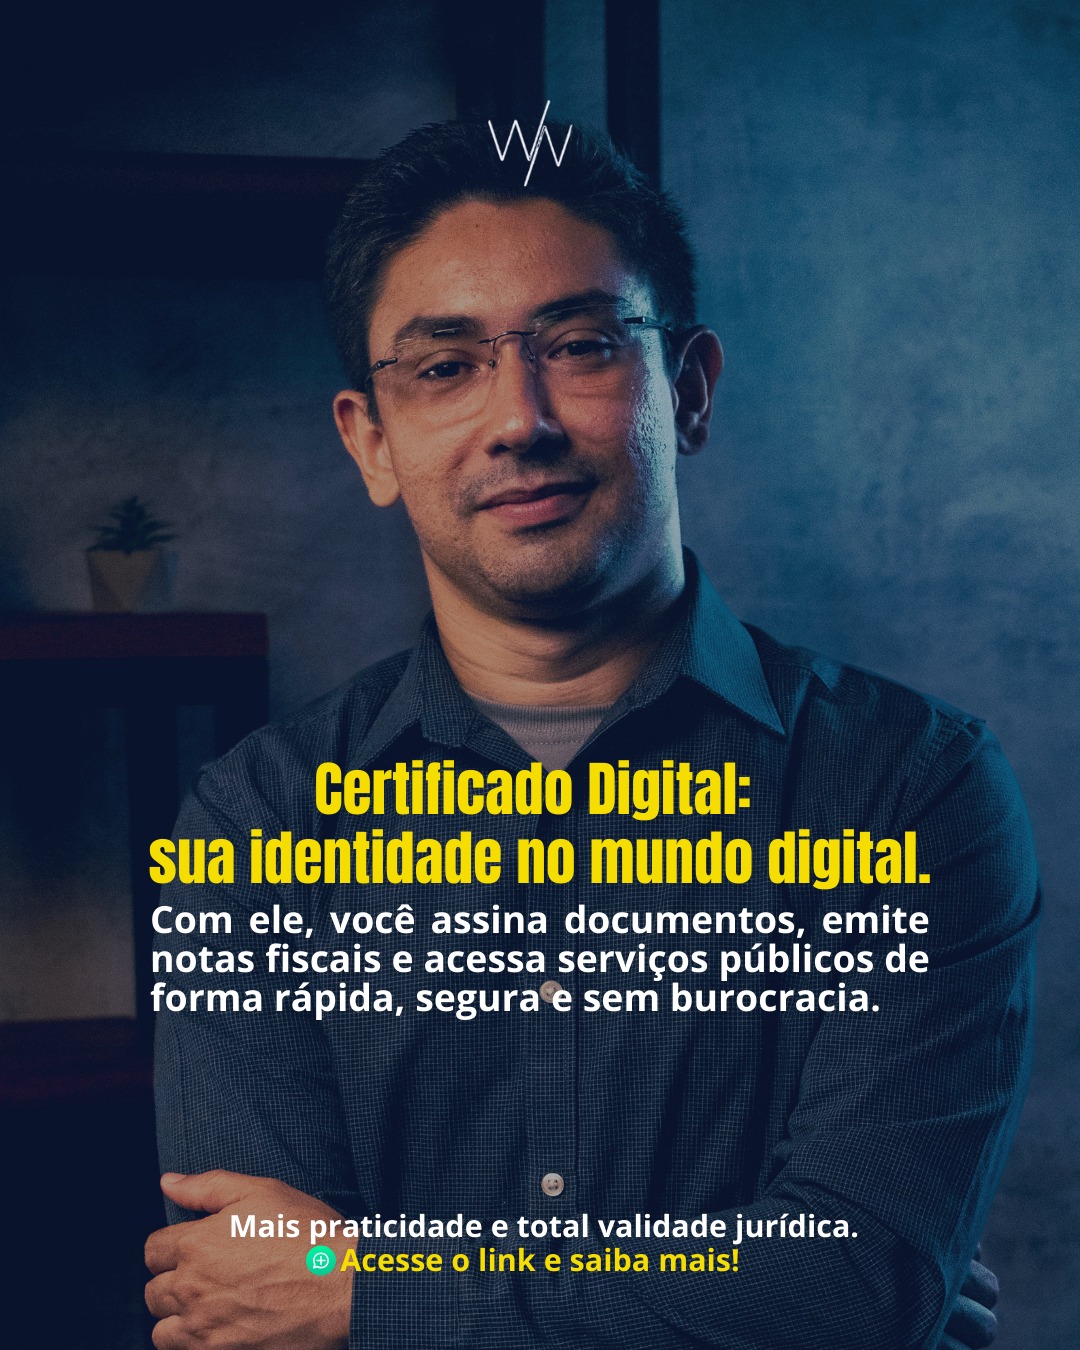 WN
Certificado Digital:
sua identidade no mundo digital.
Com ele, você assina documentos, emite
notas fiscais e acessa serviços públicos de
forma rápida, segura e sem burocracia.
Mais praticidade e total validade jurídica.
Acesse o link e saiba mais!